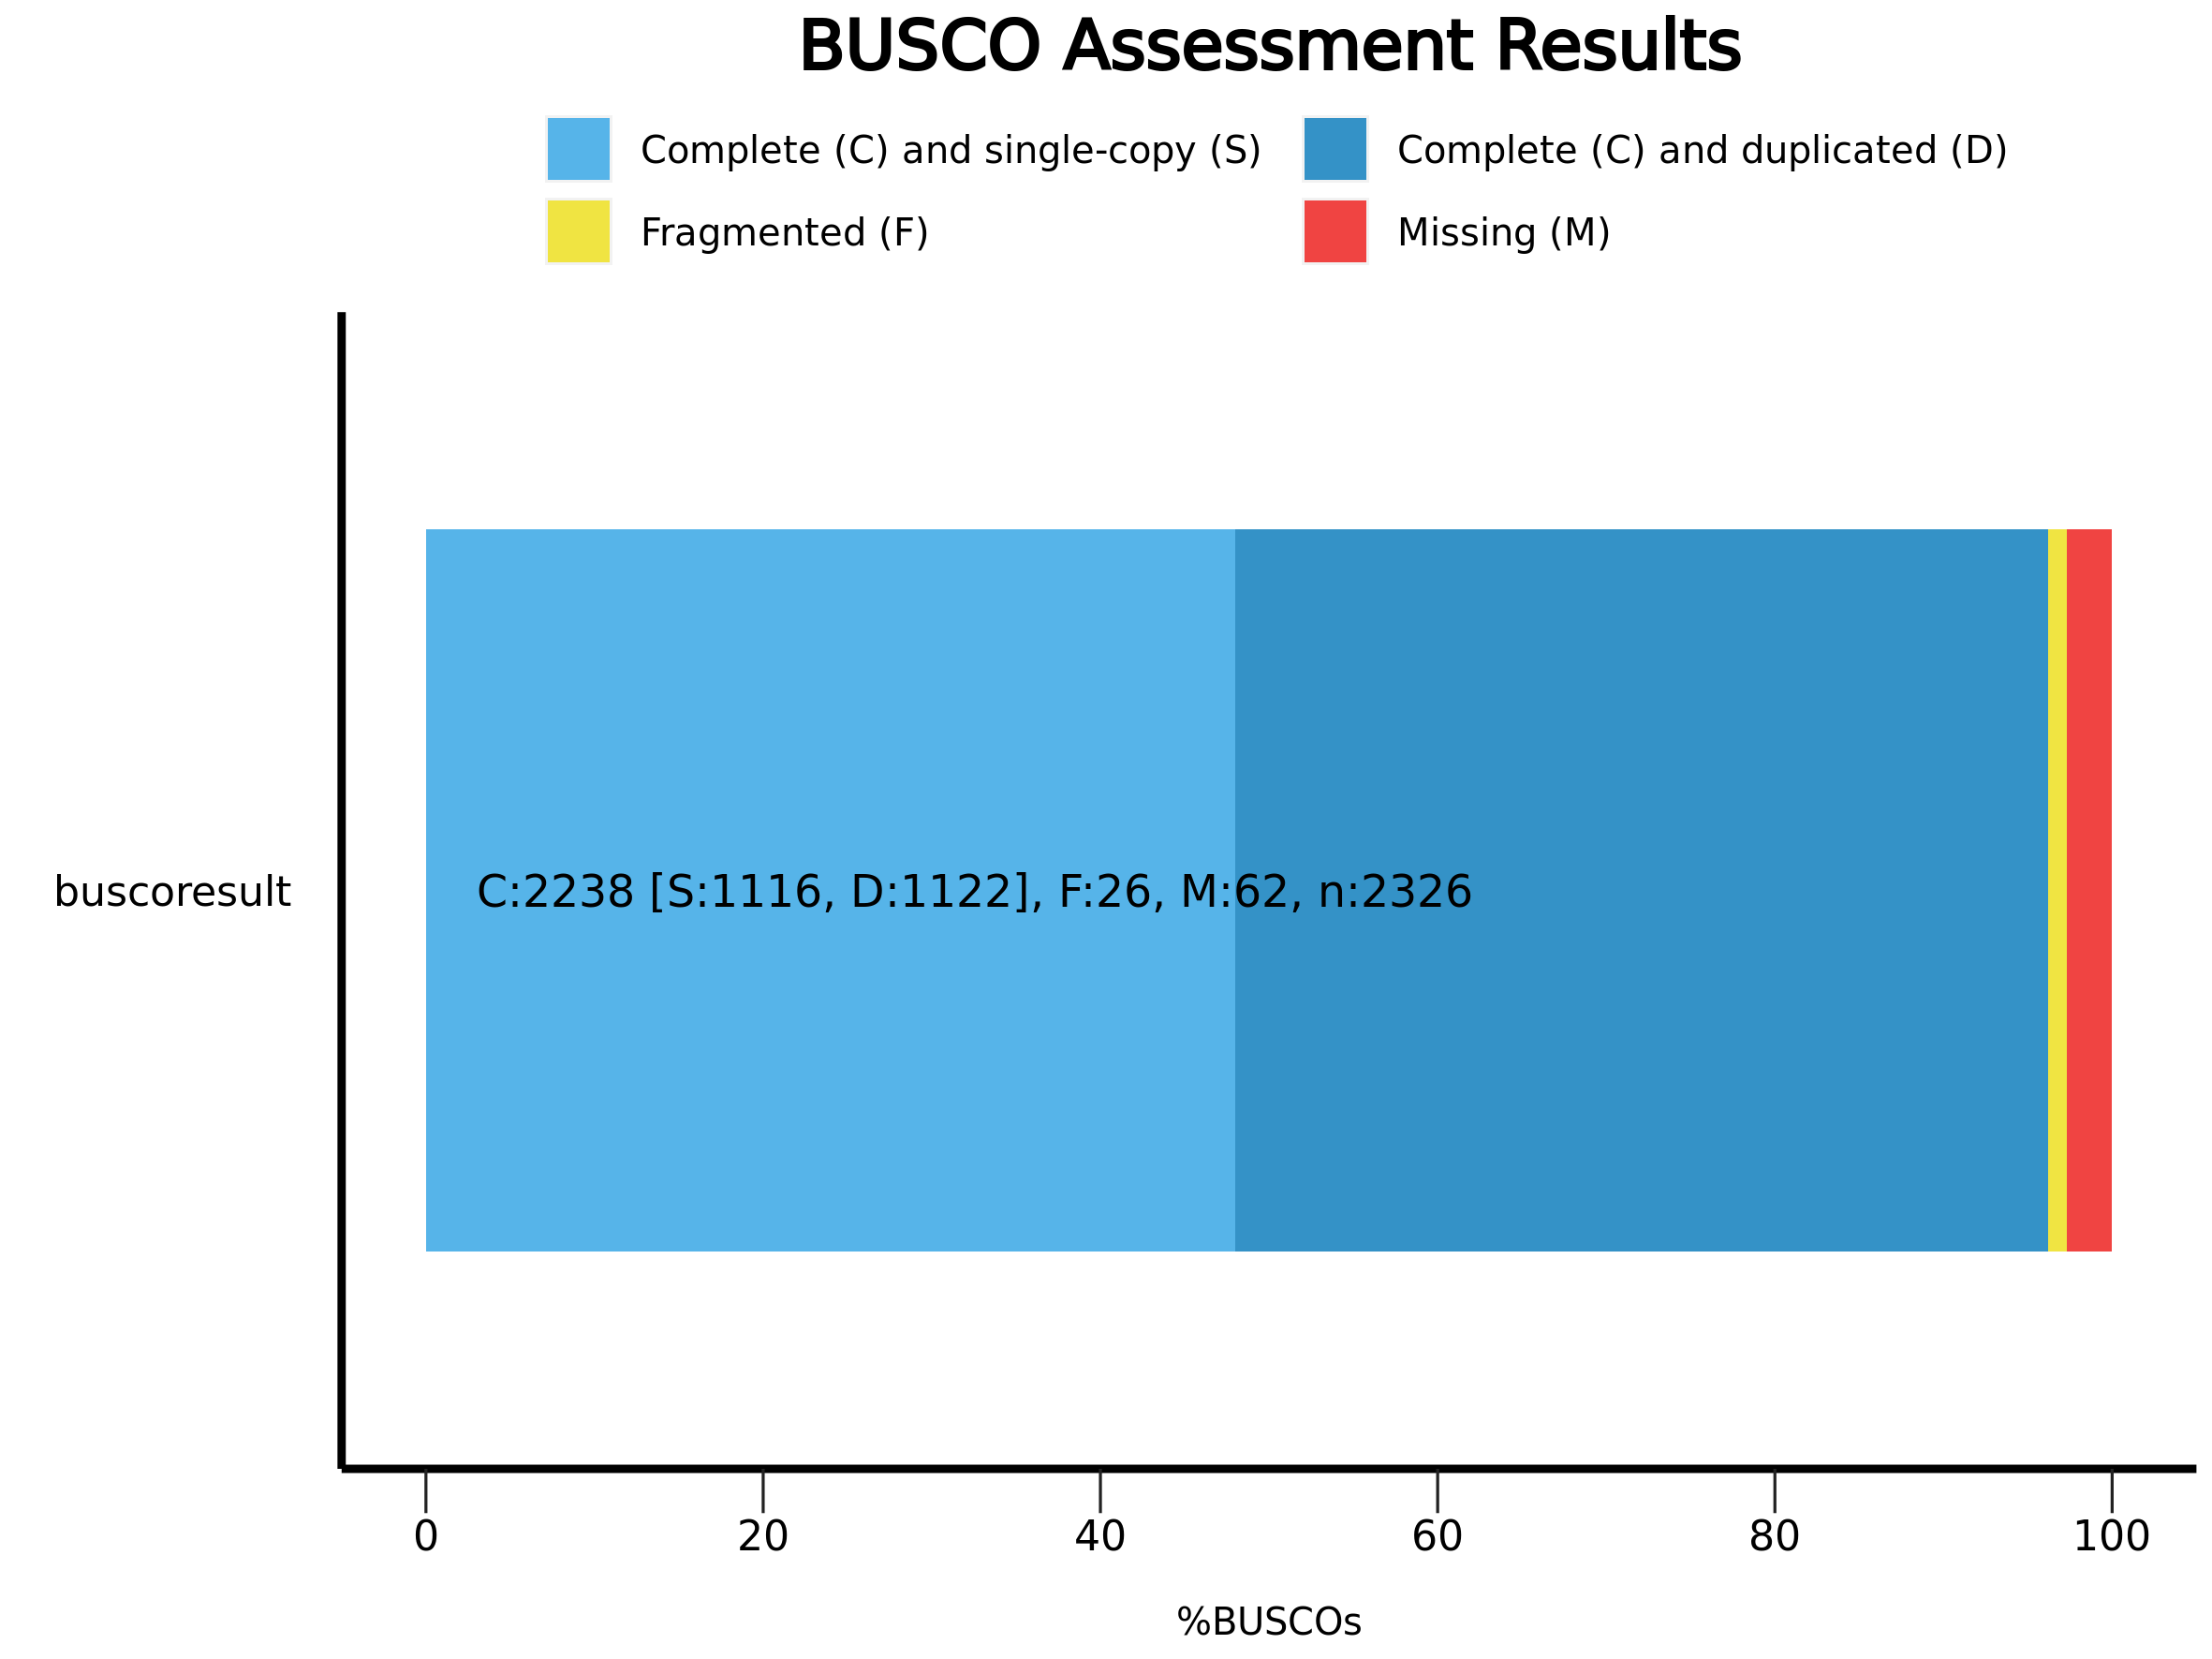 BUSCO Assessment Results
Complete (C) and single-copy (S)
Complete (C) and duplicated (D)
Fragmented (F)
Missing (M)
buscoresult
C:2238 [S:1116, D:1122], F:26, M:62, n:2326
0 20 40 60 80 100
%BUSCOs